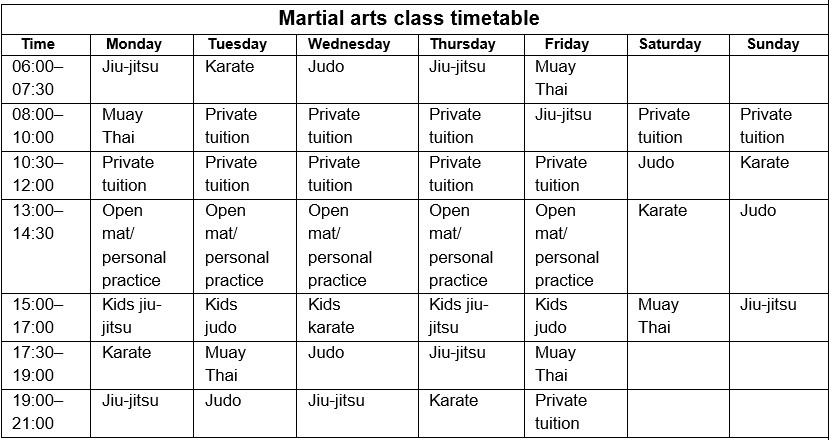 Martial arts class timetable
Time Monday Tuesday Wednesday Thursday Friday Saturday Sunday
06:00– Jiu-jitsu Karate Judo Jiu-jitsu Muay
07:30 Thai
08:00– Muay Private Private Private Jiu-jitsu Private Private
10:00 Thai tuition tuition tuition tuition tuition
10:30– Private Private Private Private Private Judo Karate
12:00 tuition tuition tuition tuition tuition
13:00– Open Open Open Open Open Karate Judo
14:30 mat/ mat/ mat/ mat/ mat/
personal personal personal personal personal
practice practice practice practice practice
15:00– Kids jiu- Kids Kids Kids jiu- Kids Muay Jiu-jitsu
17:00 jitsu judo karate jitsu judo Thai
17:30– Karate Muay Judo Jiu-jitsu Muay
19:00 Thai Thai
19:00– Jiu-jitsu Judo Jiu-jitsu Karate Private
21:00 tuition